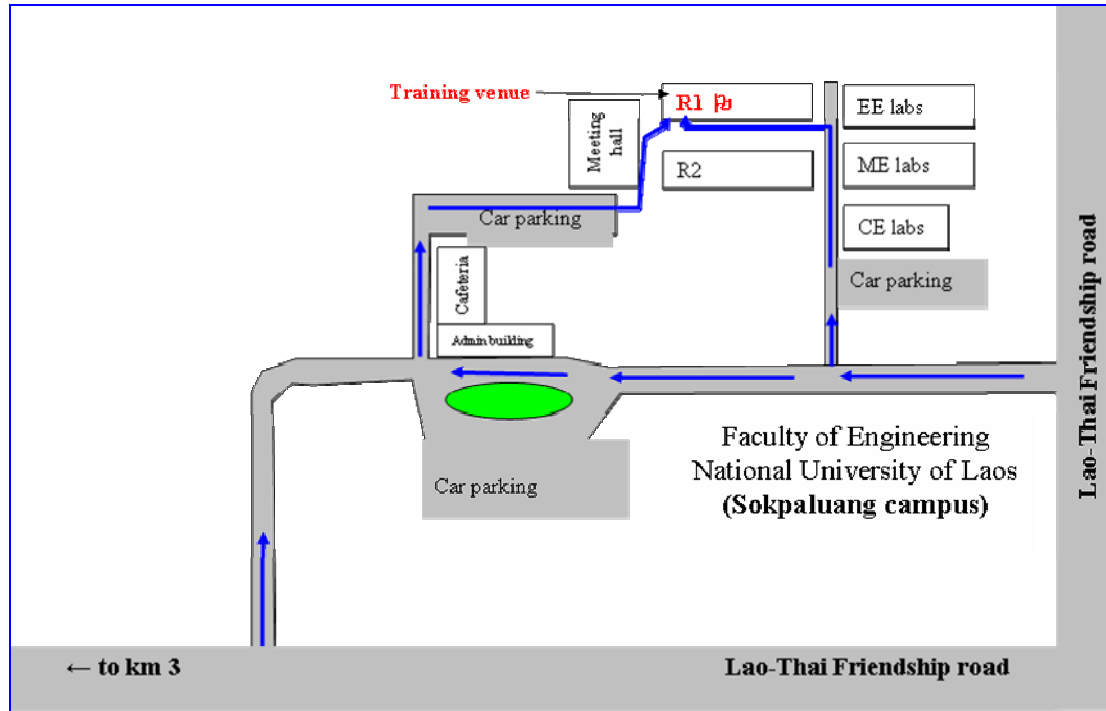 Training venue
R1
EE labs
Meeting
hall
R2
ME labs
CE labs
Car parking
Car parking
Cafeteria
Admin building
Lao-Thai Friendship road
Faculty of Engineering
National University of Laos
(Sokpaluang campus)
Car parking
← to km 3
Lao-Thai Friendship road